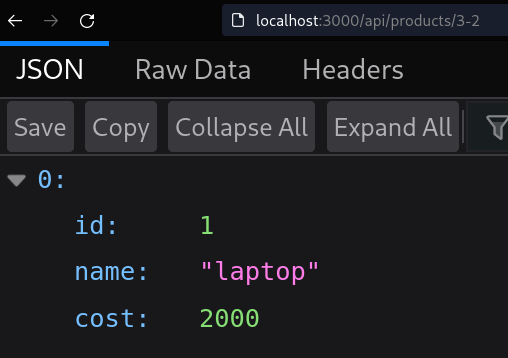 localhost:3000/api/products/3-2
JSON Raw Data Headers
Save Copy Collapse All Expand All
0:
id: 1
name: "laptop"
cost: 2000